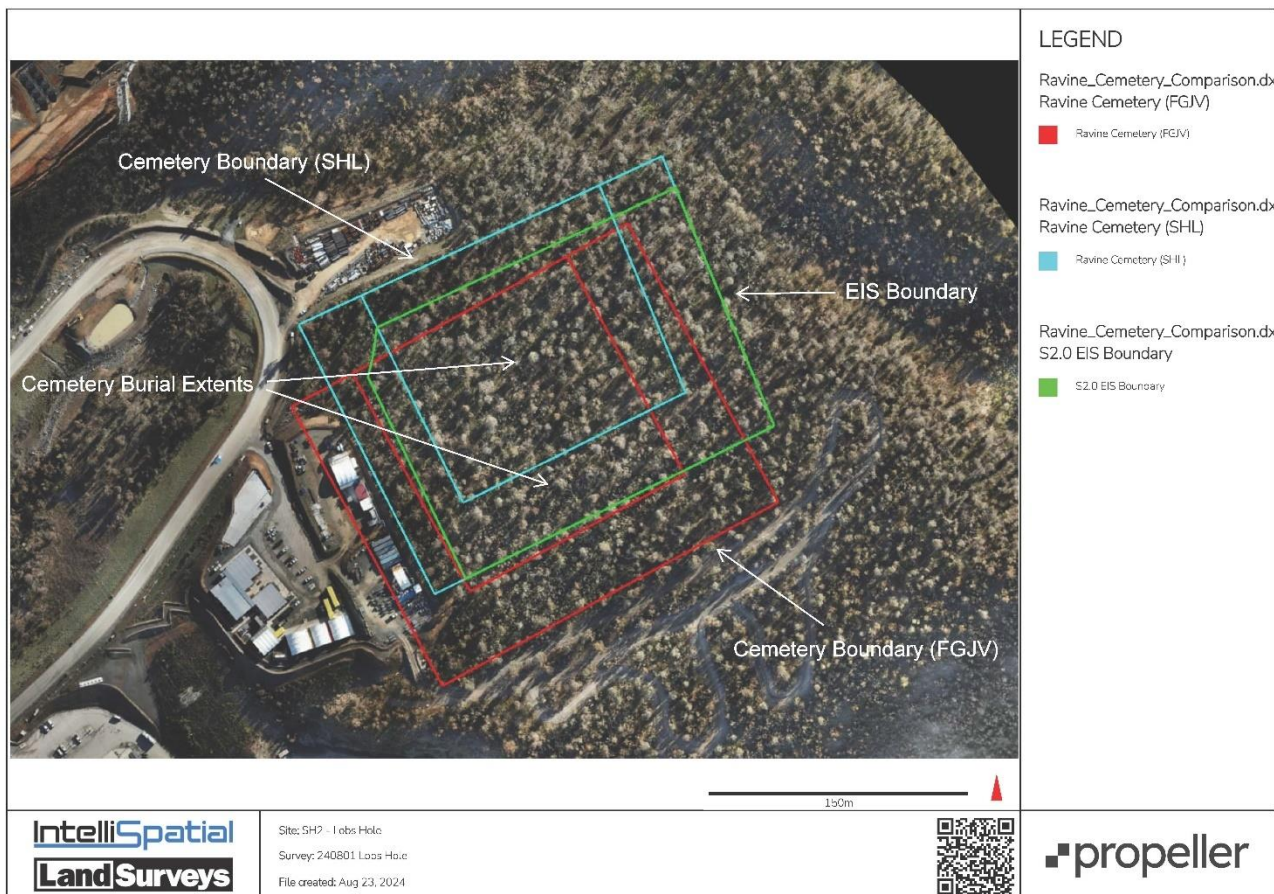 LEGEND
Ravine_Cemetery_Comparison.dx
Ravine Cemetery (FGJV)
Ravine Cemetery (FGJV)
Ravine_Cemetery_Comparison.dx
Ravine Cemetery (SHL)
Ravine Cemetery (SHL)
Ravine_Cemetery_Comparison.dx
S2.0 EIS Boundary
S2.0 EIS Boundary
Cemetery Boundary (SHL)
EIS Boundary
Cemetery Burial Extents
Cemetery Boundary (FGJV)
150m
IntelliSpatial
LandSurveys
Site: SH2 - Lobs Hole
Survey: 240801 Lobs Hole
File created: Aug 23, 2024
propeller